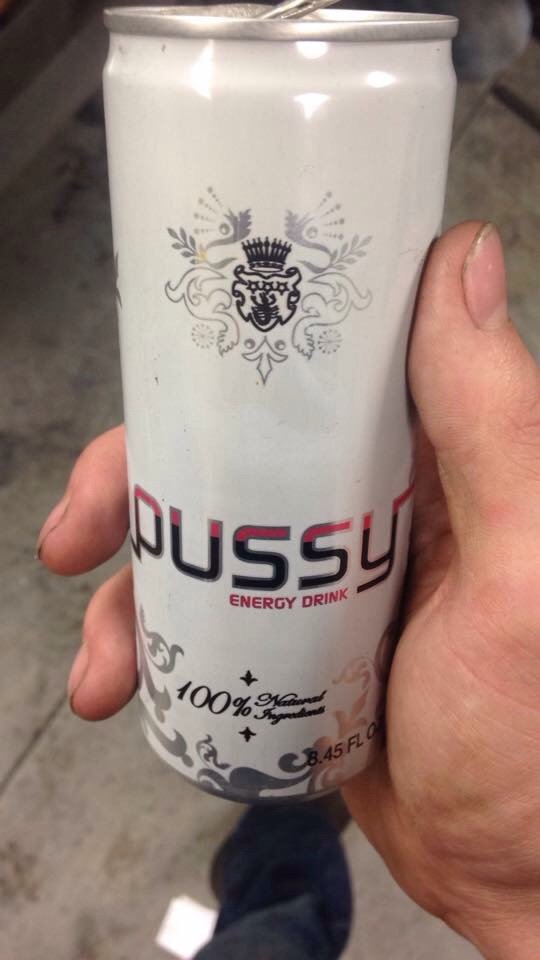 pussy
ENERGY DRINK
100% Natural
Ingredients
8.45 FL